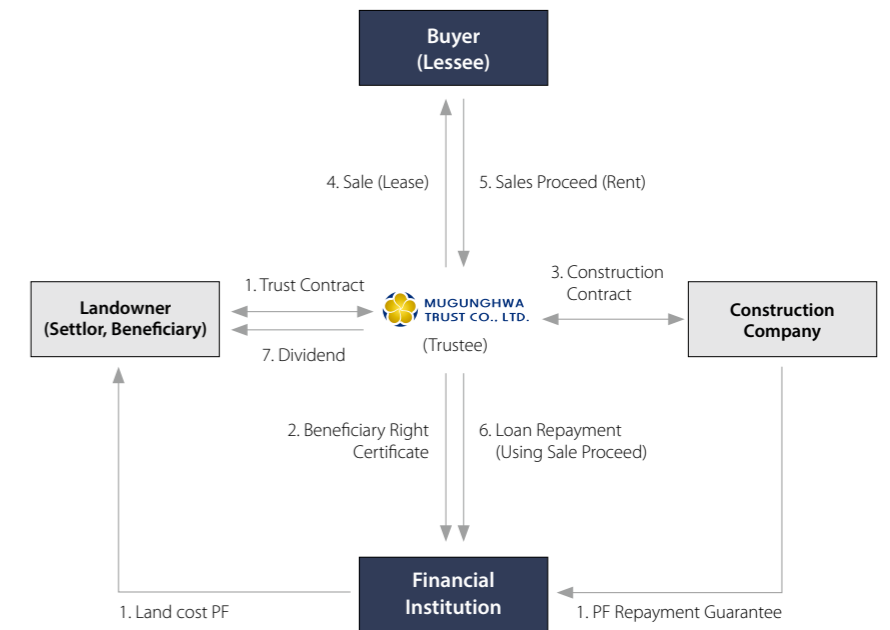 Buyer
(Lessee)
4. Sale (Lease)
5. Sales Proceed (Rent)
1. Trust Contract
3. Construction
Contract
Landowner
(Settlor, Beneficiary)
MUGUNGHWA
TRUST CO., LTD.
(Trustee)
Construction
Company
7. Dividend
2. Beneficiary Right
Certificate
6. Loan Repayment
(Using Sale Proceed)
Financial
Institution
1. Land cost PF
1. PF Repayment Guarantee